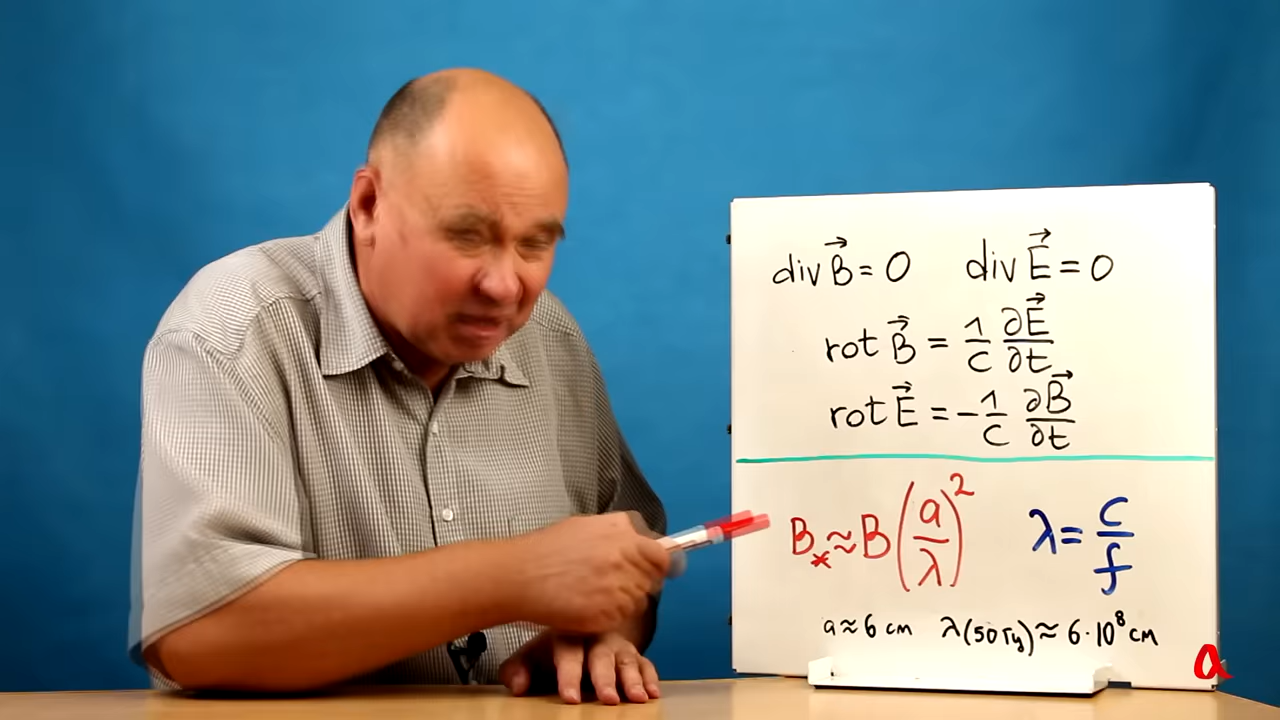 div B⃗ = 0 div E⃗ = 0
rot B⃗ = 1/c ∂E⃗/∂t
rot E⃗ = -1/c ∂B⃗/∂t
B* ≈ B (a/λ)² λ = c/f
a ≈ 6 cm λ(50 Гц) ≈ 6·10⁸ cm
a